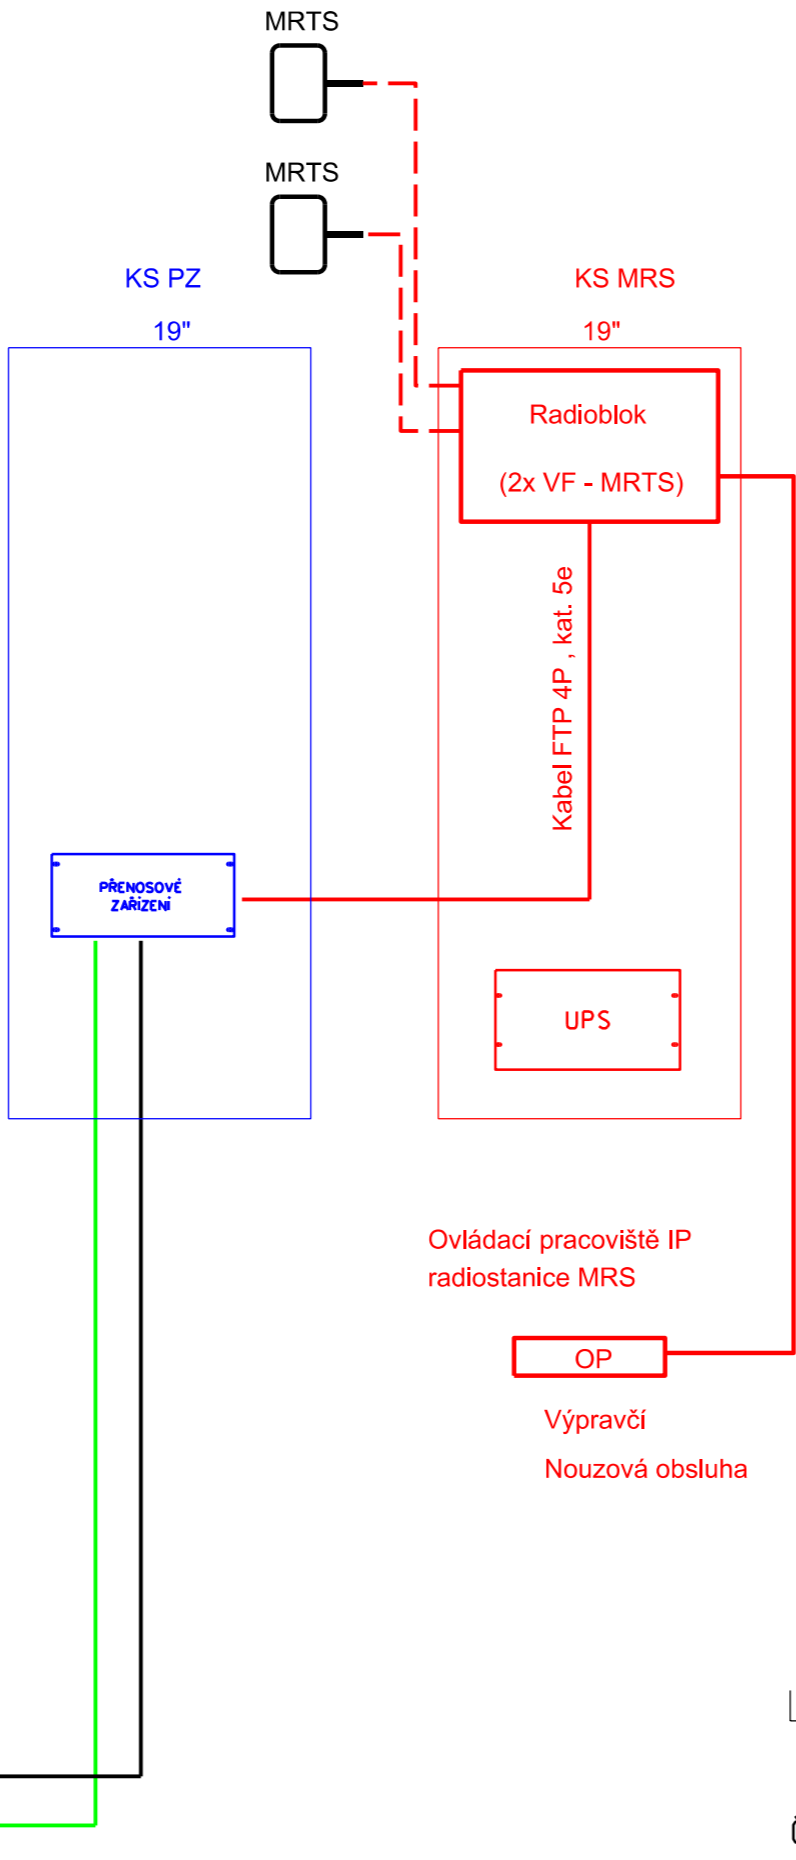 MRTS
MRTS
KS PZ
19"
KS MRS
19"
Radioblok
(2x VF - MRTS)
Kabel FTP 4P , kat. 5e
PŘENOSOVÉ
ZAŘÍZENÍ
UPS
Ovládací pracoviště IP
radiostanice MRS
OP
Výpravčí
Nouzová obsluha